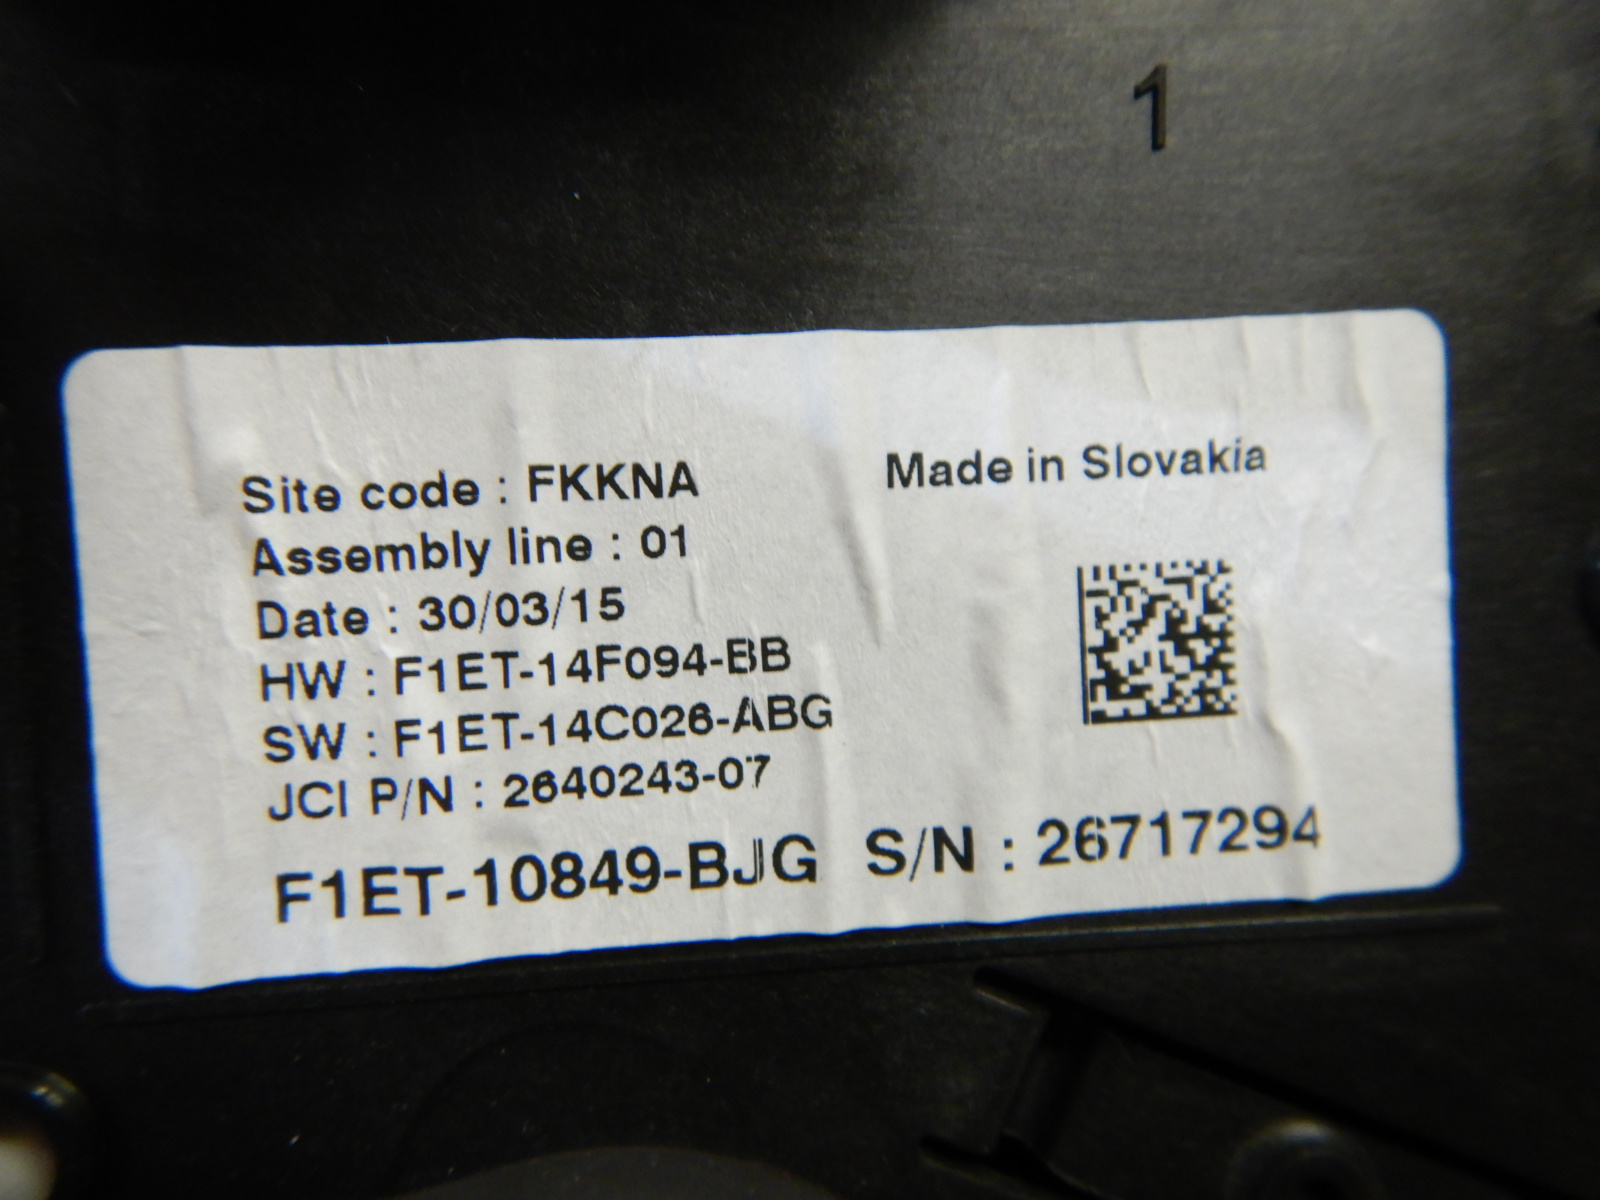 1
Site code : FKKNA
Made in Slovakia
Assembly line : 01
Date : 30/03/15
HW : F1ET-14F094-BB
SW : F1ET-14C026-ABG
JCI P/N : 2640243-07
F1ET-10849-BJG S/N : 26717294